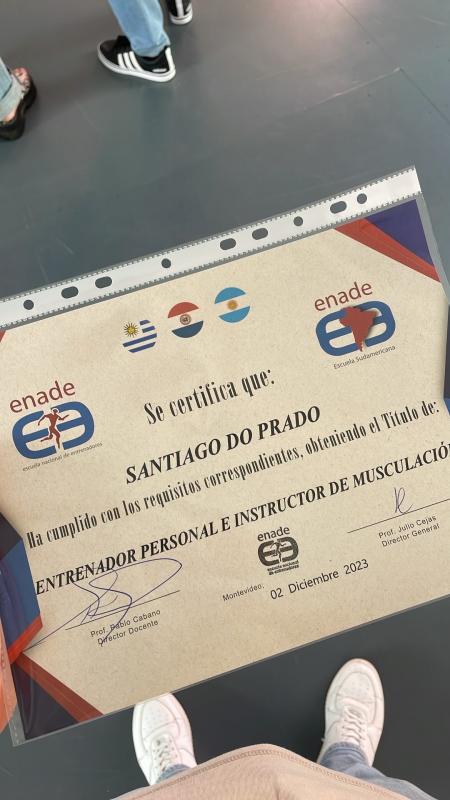 enade
Escuela Sudamericana
enade
escuela nacional de entrenadores
Se certifica que:
SANTIAGO DO PRADO
Ha cumplido con los requisitos correspondientes, obteniendo el Título de:
ENTRENADOR PERSONAL E INSTRUCTOR DE MUSCULACIÓN
enade
escuela nacional
de entrenadores
Prof. Julio Cejas
Director General
Montevideo: 02 Diciembre 2023
Prof. Pablo Cabano
Director Docente